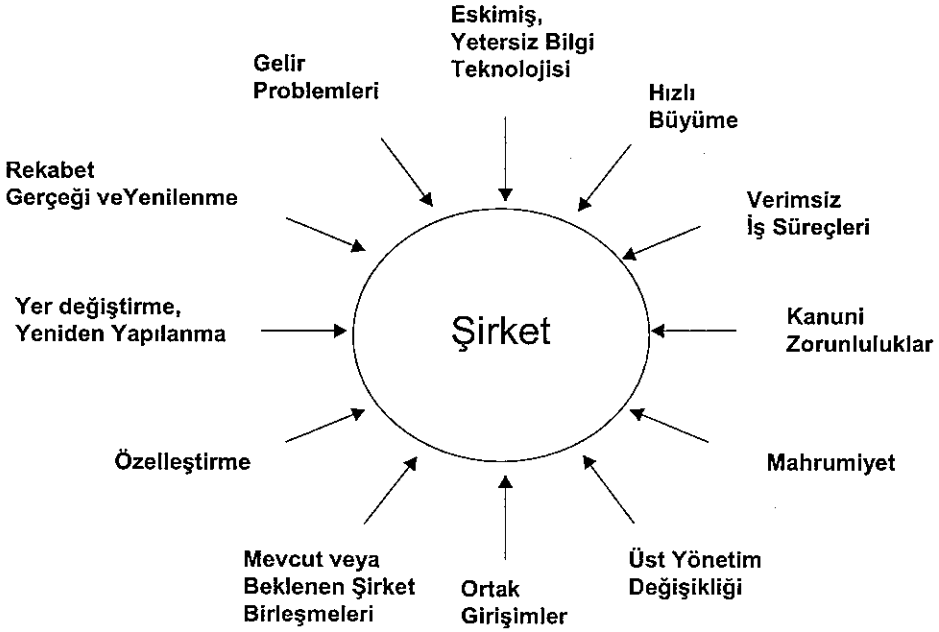 Eskimiş,
Yetersiz Bilgi
Teknolojisi
Gelir
Problemleri
Hızlı
Büyüme
Rekabet
Gerçeği veYenilenme
Verimsiz
İş Süreçleri
Yer değiştirme,
Yeniden Yapılanma
Şirket
Kanuni
Zorunluluklar
Özelleştirme
Mahrumiyet
Mevcut veya
Beklenen Şirket
Birleşmeleri
Ortak
Girişimler
Üst Yönetim
Değişikliği